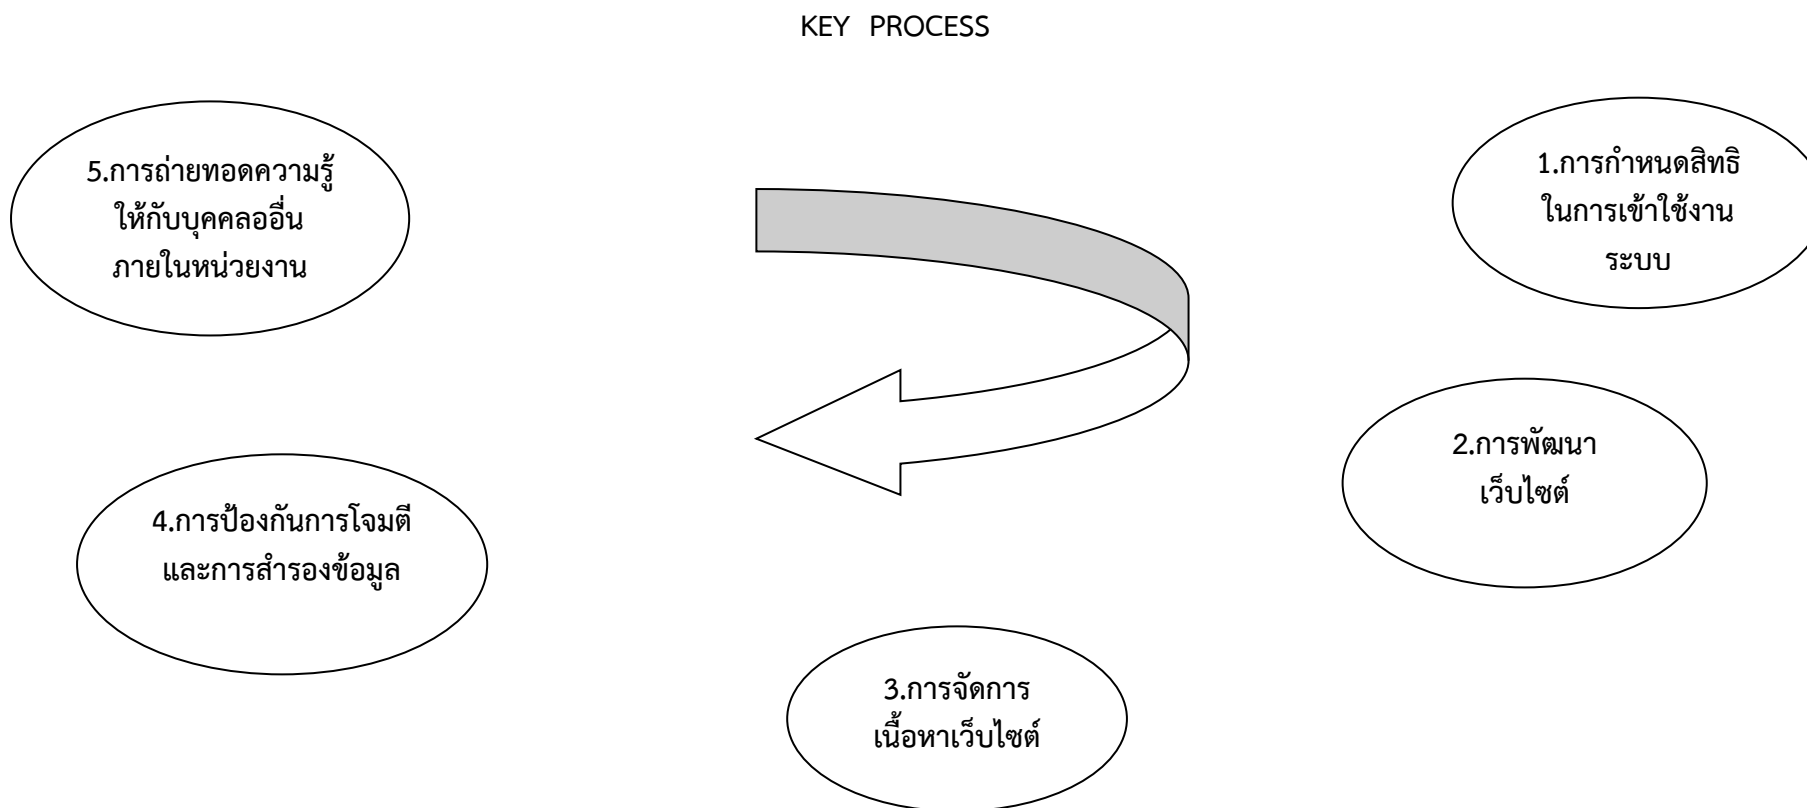 KEY PROCESS
1.การกำหนดสิทธิ
ในการเข้าใช้งาน
ระบบ
2.การพัฒนา
เว็บไซต์
3.การจัดการ
เนื้อหาเว็บไซต์
4.การป้องกันการโจมตี
และการสำรองข้อมูล
5.การถ่ายทอดความรู้
ให้กับบุคคลออื่น
ภายในหน่วยงาน